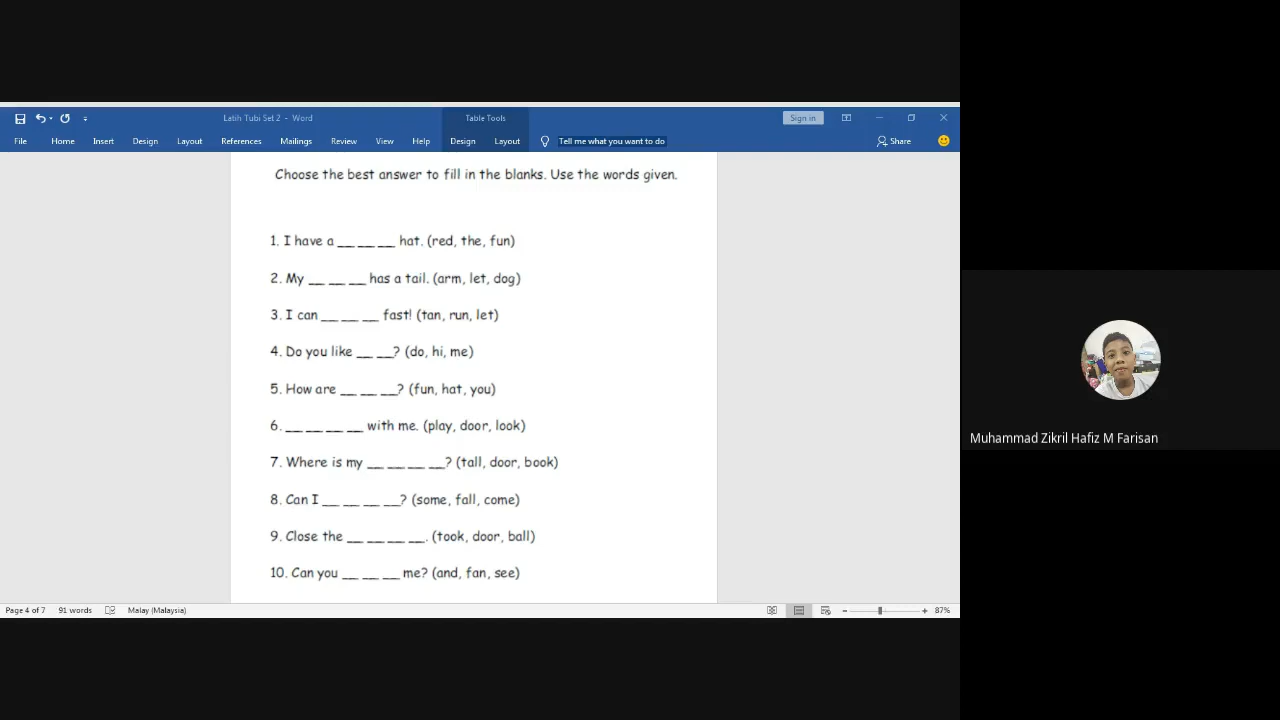 Latih Tubi Set 2 - Word
Table Tools
Sign in
File Home Insert Design Layout References Mailings Review View Help Design Layout Tell me what you want to do Share
Choose the best answer to fill in the blanks. Use the words given.
1. I have a __ __ __ hat. (red, the, fun)
2. My __ __ __ has a tail. (arm, let, dog)
3. I can __ __ __ fast! (tan, run, let)
4. Do you like __ __? (do, hi, me)
5. How are __ __ __? (fun, hat, you)
6. __ __ __ __ with me. (play, door, look)
7. Where is my __ __ __ __? (tall, door, book)
8. Can I __ __ __ __? (some, fall, come)
9. Close the __ __ __ __. (took, door, ball)
10. Can you __ __ __ me? (and, fan, see)
Page 4 of 7 91 words Malay (Malaysia) 87%
Muhammad Zikril Hafiz M Farisan